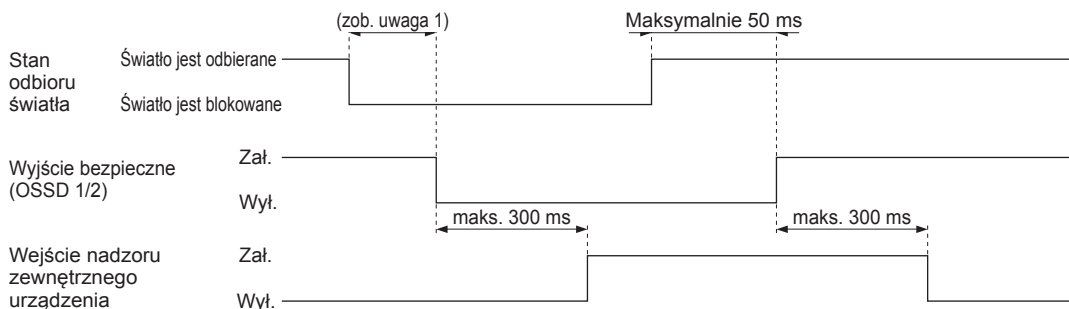 (zob. uwaga 1)
Maksymalnie 50 ms
Stan
odbioru
światła
Światło jest odbierane
Światło jest blokowane
Wyjście bezpieczne
(OSSD 1/2)
Zał.
Wył.
maks. 300 ms
maks. 300 ms
Wejście nadzoru
zewnętrznego
urządzenia
Zał.
Wył.